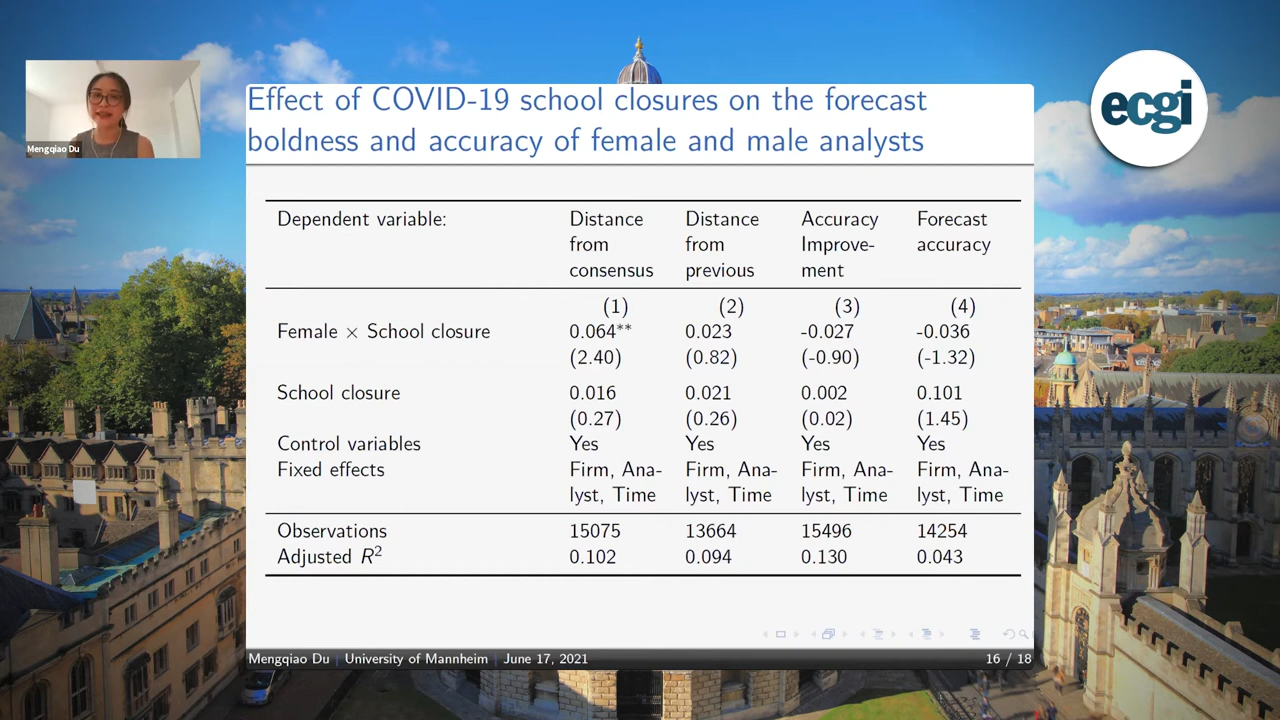 Mengqiao Du
ecgi
Effect of COVID-19 school closures on the forecast
boldness and accuracy of female and male analysts
Dependent variable: Distance Distance Accuracy Forecast
from from Improve- accuracy
consensus previous ment
(1) (2) (3) (4)
Female × School closure 0.064** 0.023 -0.027 -0.036
(2.40) (0.82) (-0.90) (-1.32)
School closure 0.016 0.021 0.002 0.101
(0.27) (0.26) (0.02) (1.45)
Control variables Yes Yes Yes Yes
Fixed effects Firm, Ana- Firm, Ana- Firm, Ana- Firm, Ana-
lyst, Time lyst, Time lyst, Time lyst, Time
Observations 15075 13664 15496 14254
Adjusted R² 0.102 0.094 0.130 0.043
Mengqiao Du | University of Mannheim | June 17, 2021 16 / 18